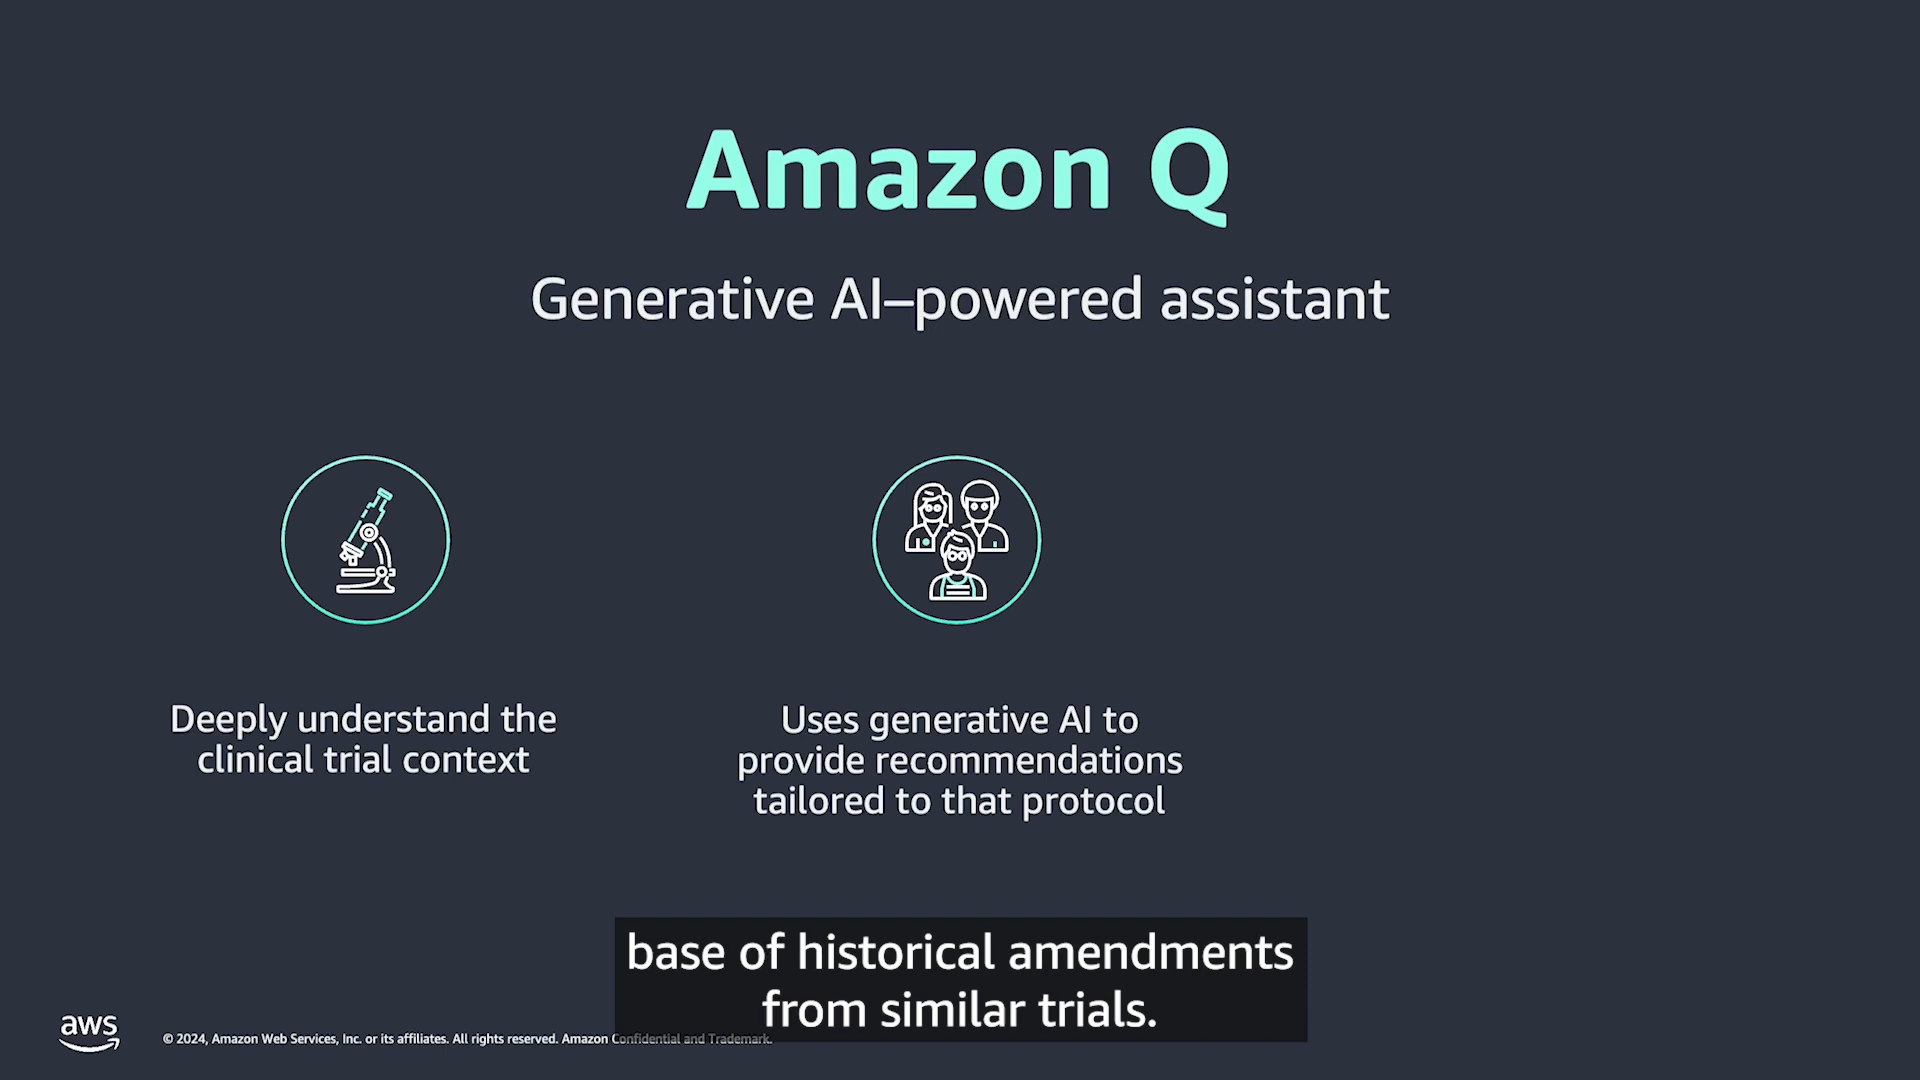 Amazon Q
Generative AI–powered assistant
Deeply understand the
clinical trial context
Uses generative AI to
provide recommendations
tailored to that protocol
base of historical amendments
from similar trials.
aws
© 2024, Amazon Web Services, Inc. or its affiliates. All rights reserved. Amazon Confidential and Trademark.